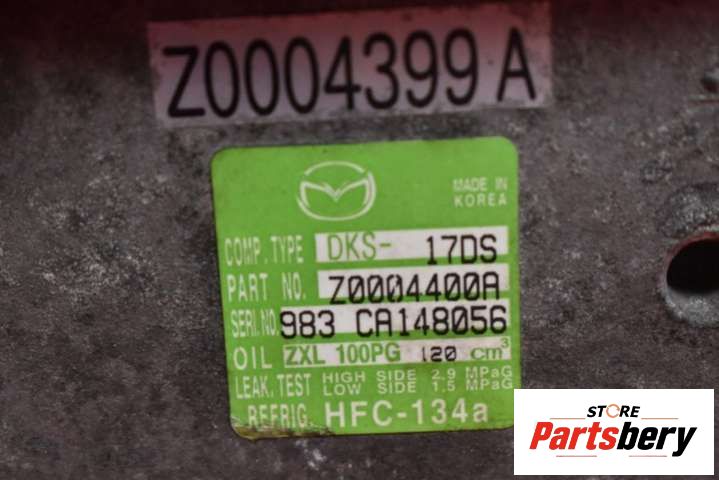 Z0004399A
MADE IN
KOREA
COMP. TYPE DKS- 17DS
PART NO. Z0004400A
SERI.NO. 983 CA148056
OIL ZXL 100PG 120 cm³
LEAK. TEST HIGH SIDE 2.9 MPaG
LOW SIDE 1.5 MPaG
REFRIG. HFC-134a
STORE
Partsbery